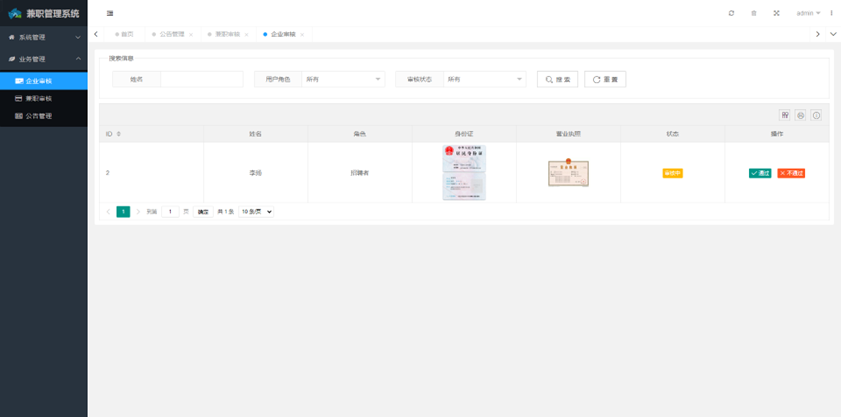 兼职管理系统
admin
系统管理
首页 公告管理 兼职审核 企业审核
业务管理
搜索信息
企业审核
姓名 用户角色 所有 审核状态 所有 搜索 重置
兼职审核
公告管理
ID 姓名 角色 身份证 营业执照 状态 操作
2 李扬 招聘者 审核中 通过 不通过
1 到第 1 页 确定 共 1 条 10 条/页